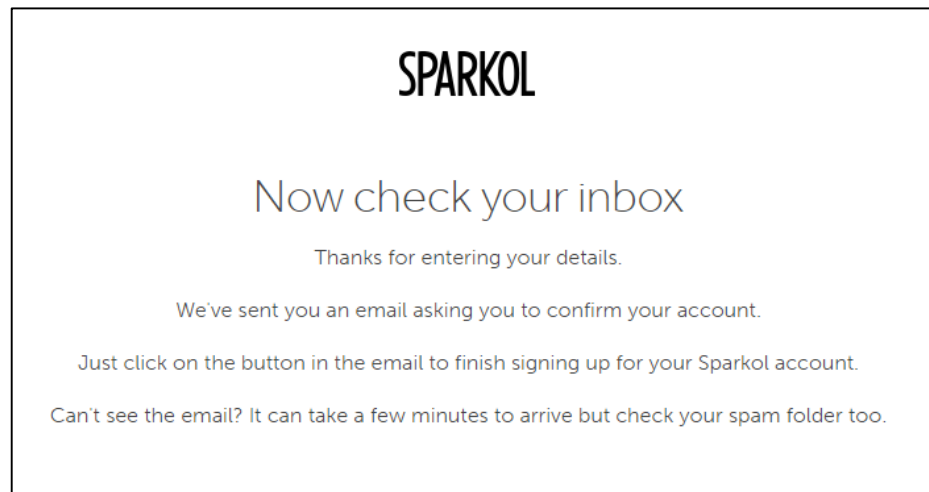 SPARKOL
Now check your inbox
Thanks for entering your details.
We've sent you an email asking you to confirm your account.
Just click on the button in the email to finish signing up for your Sparkol account.
Can't see the email? It can take a few minutes to arrive but check your spam folder too.